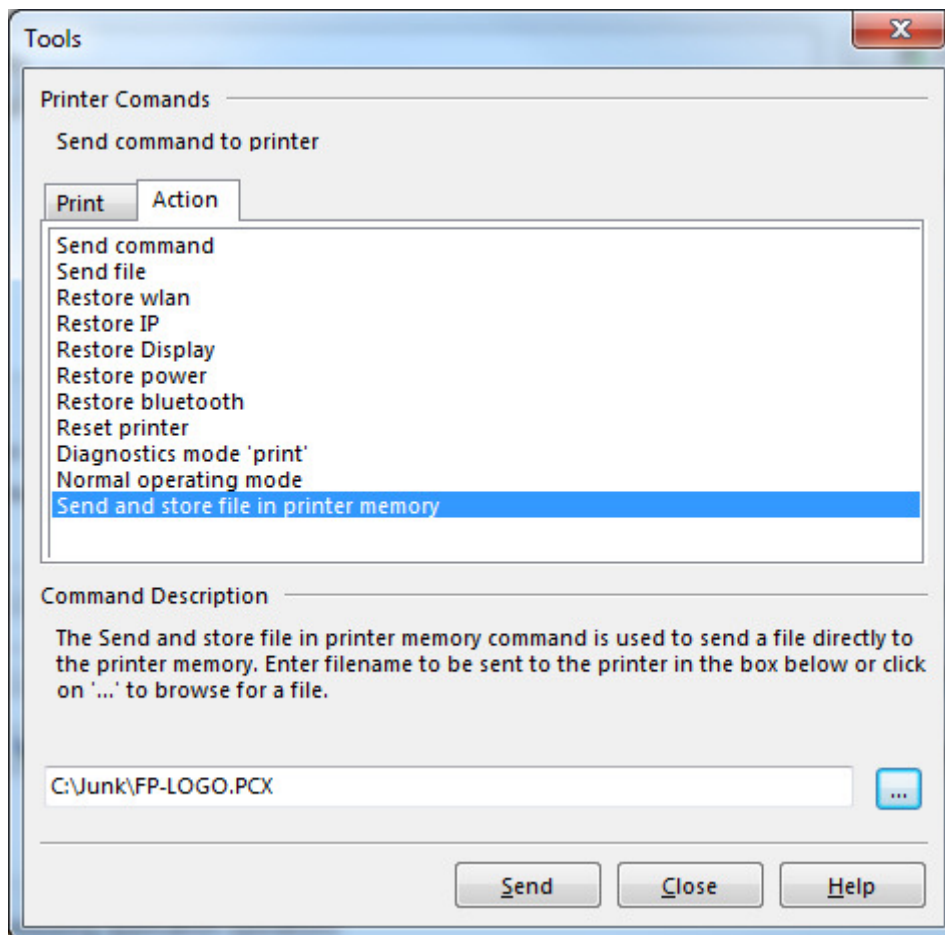 Tools
Printer Comands
Send command to printer
Print Action
Send command
Send file
Restore wlan
Restore IP
Restore Display
Restore power
Restore bluetooth
Reset printer
Diagnostics mode 'print'
Normal operating mode
Send and store file in printer memory
Command Description
The Send and store file in printer memory command is used to send a file directly to
the printer memory. Enter filename to be sent to the printer in the box below or click
on '...' to browse for a file.
C:\Junk\FP-LOGO.PCX
...
Send Close Help